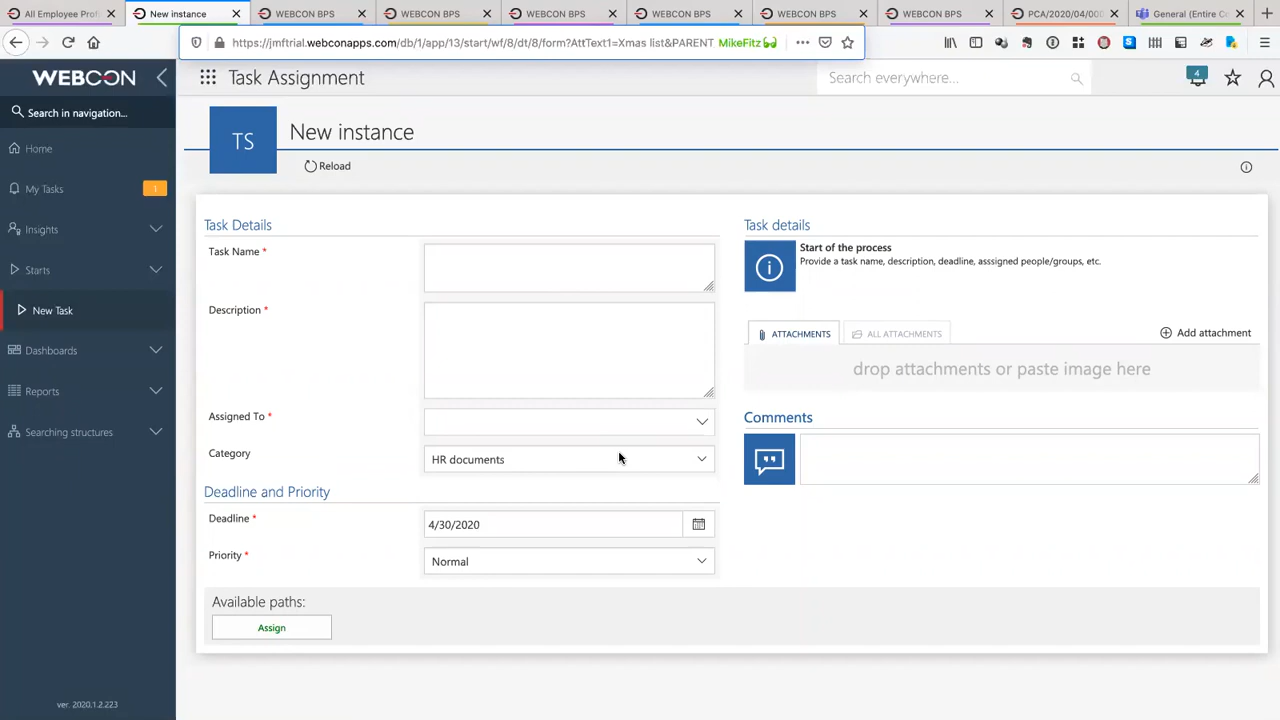 All Employee Profi
New instance
WEBCON BPS
WEBCON BPS
WEBCON BPS
WEBCON BPS
WEBCON BPS
WEBCON BPS
PCA/2020/04/000
General (Entire C
https://jmftrial.webconapps.com/db/1/app/13/start/wf/8/dt/8/form?AttText1=Xmas list&PARENT
MikeFitz
WEBCON
Task Assignment
Search everywhere...
4
Search in navigation...
Home
My Tasks
1
Insights
Starts
New Task
Dashboards
Reports
Searching structures
ver. 2020.1.2.223
TS
New instance
Reload
Task Details
Task Name *
Description *
Assigned To *
Category
HR documents
Deadline and Priority
Deadline *
4/30/2020
Priority *
Normal
Available paths:
Assign
Task details
Start of the process
Provide a task name, description, deadline, asssigned people/groups, etc.
ATTACHMENTS
ALL ATTACHMENTS
Add attachment
drop attachments or paste image here
Comments